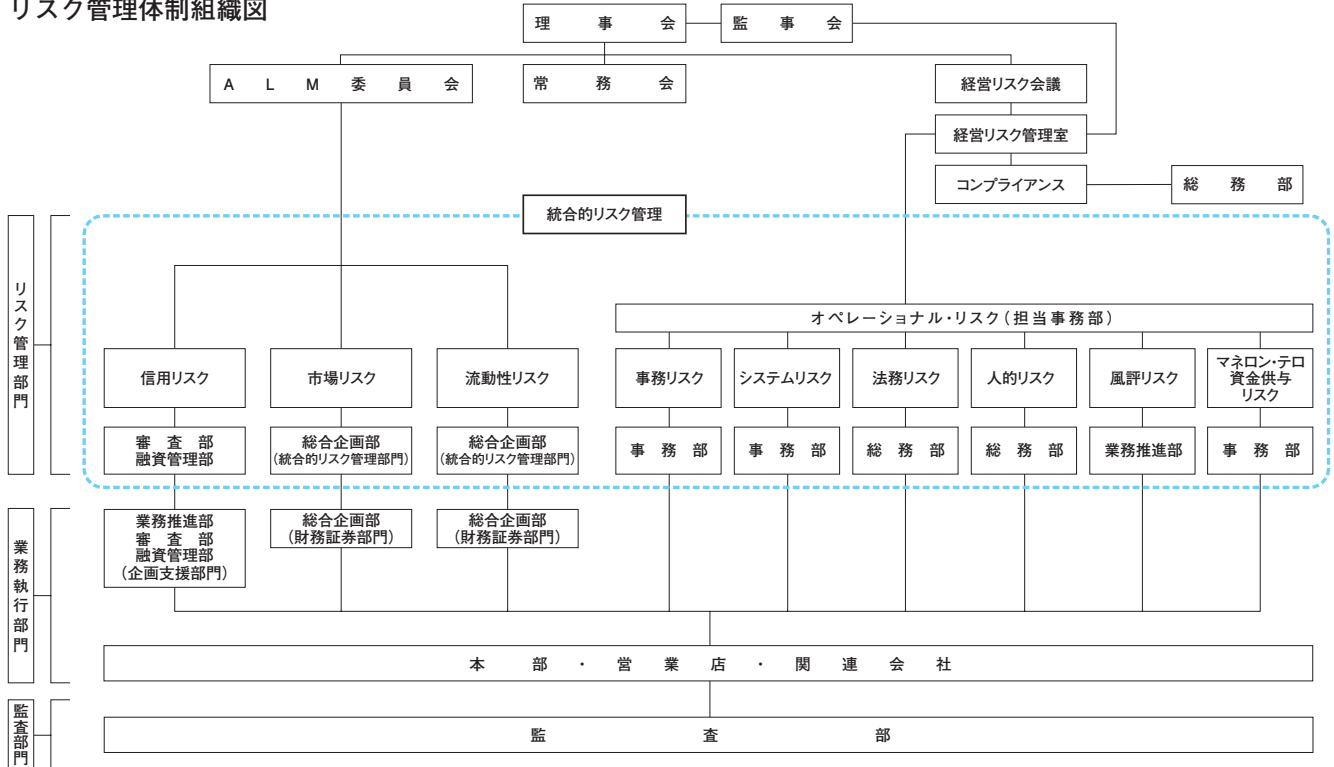 リスク管理体制組織図
理事会
監事会
ALM委員会
常務会
経営リスク会議
経営リスク管理室
コンプライアンス
総務部
統合的リスク管理
リスク管理部門
オペレーショナル・リスク(担当事務部)
信用リスク
市場リスク
流動性リスク
事務リスク
システムリスク
法務リスク
人的リスク
風評リスク
マネロン・テロ
資金供与
リスク
審査部
融資管理部
総合企画部
(統合的リスク管理部門)
総合企画部
(統合的リスク管理部門)
事務部
事務部
総務部
総務部
業務推進部
事務部
業務執行部門
業務推進部
審査部
融資管理部
(企画支援部門)
総合企画部
(財務証券部門)
総合企画部
(財務証券部門)
本部・営業店・関連会社
監査部門
監査部